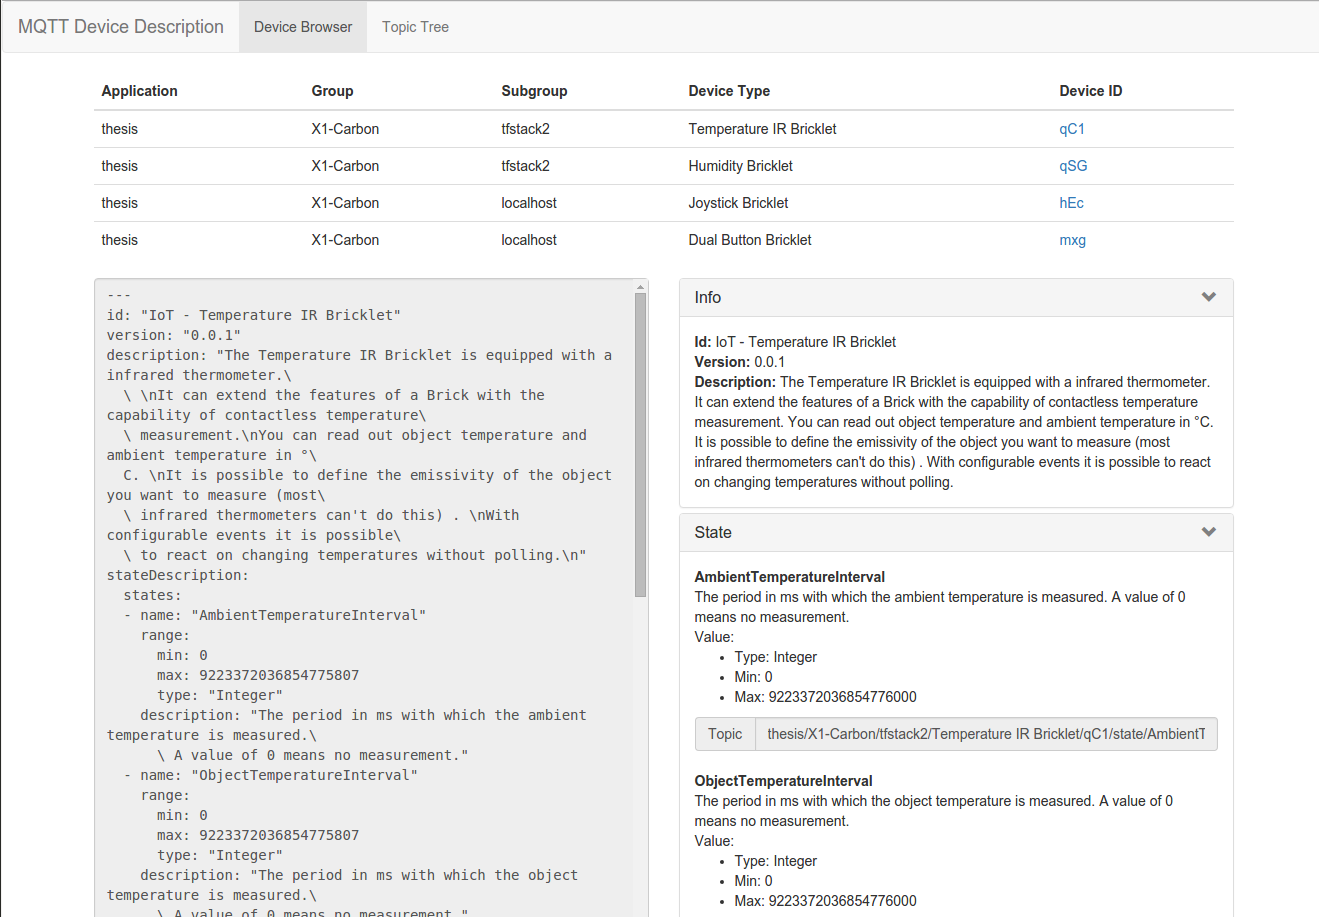 MQTT Device Description Device Browser Topic Tree
Application Group Subgroup Device Type Device ID
thesis X1-Carbon tfstack2 Temperature IR Bricklet qC1
thesis X1-Carbon tfstack2 Humidity Bricklet qSG
thesis X1-Carbon localhost Joystick Bricklet hEc
thesis X1-Carbon localhost Dual Button Bricklet mxg
---
id: "IoT - Temperature IR Bricklet"
version: "0.0.1"
description: "The Temperature IR Bricklet is equipped with a
infrared thermometer.\
  \ \nIt can extend the features of a Brick with the
capability of contactless temperature\
  \ measurement.\nYou can read out object temperature and
ambient temperature in °\
  C. \nIt is possible to define the emissivity of the object
you want to measure (most\
  \ infrared thermometers can't do this) . \nWith
configurable events it is possible\
  \ to react on changing temperatures without polling.\n"
stateDescription:
  states:
  - name: "AmbientTemperatureInterval"
    range:
      min: 0
      max: 9223372036854775807
      type: "Integer"
    description: "The period in ms with which the ambient
temperature is measured.\
      \ A value of 0 means no measurement."
  - name: "ObjectTemperatureInterval"
    range:
      min: 0
      max: 9223372036854775807
      type: "Integer"
    description: "The period in ms with which the object
temperature is measured.\
      \ A value of 0 means no measurement."
Info
Id: IoT - Temperature IR Bricklet
Version: 0.0.1
Description: The Temperature IR Bricklet is equipped with a infrared thermometer.
It can extend the features of a Brick with the capability of contactless temperature
measurement. You can read out object temperature and ambient temperature in °C.
It is possible to define the emissivity of the object you want to measure (most
infrared thermometers can't do this) . With configurable events it is possible to react
on changing temperatures without polling.
State
AmbientTemperatureInterval
The period in ms with which the ambient temperature is measured. A value of 0
means no measurement.
Value:
• Type: Integer
• Min: 0
• Max: 9223372036854776000
Topic thesis/X1-Carbon/tfstack2/Temperature IR Bricklet/qC1/state/AmbientT
ObjectTemperatureInterval
The period in ms with which the object temperature is measured. A value of 0
means no measurement.
Value:
• Type: Integer
• Min: 0
• Max: 9223372036854776000